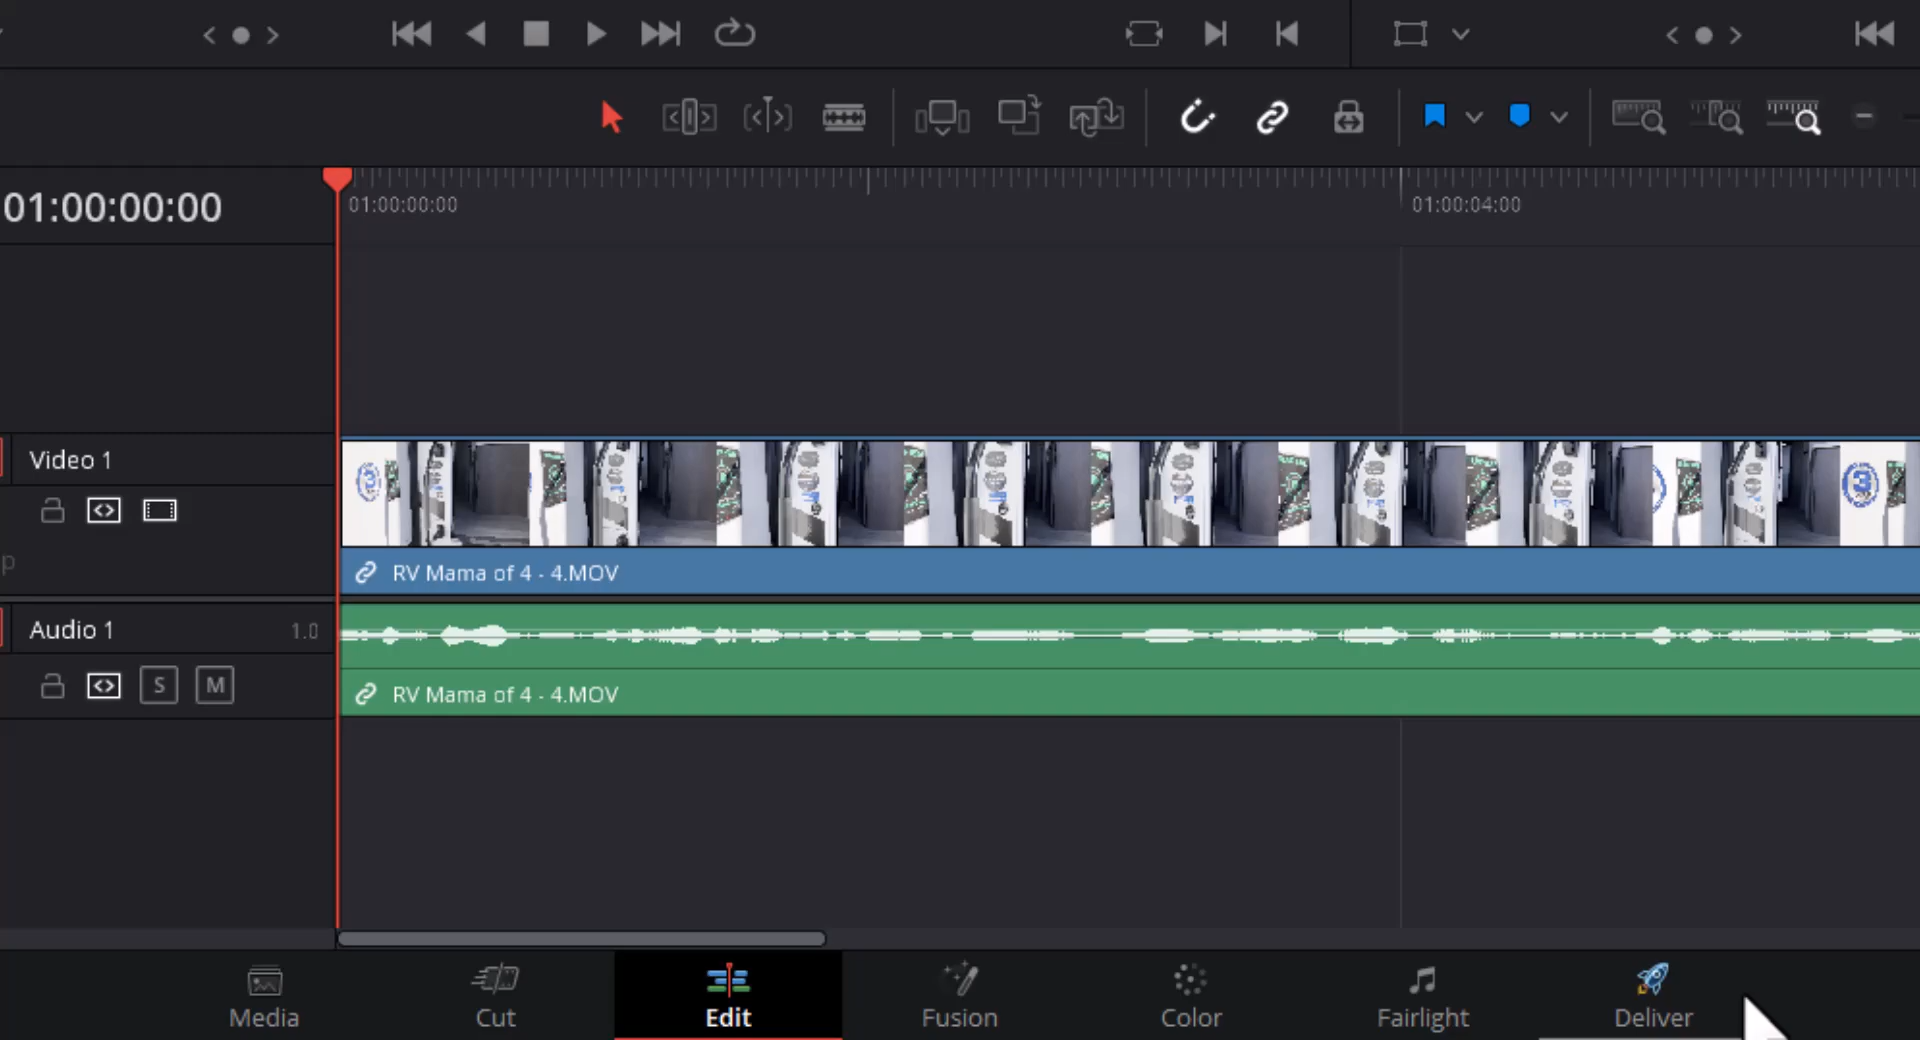 01:00:00:00
01:00:00:00
01:00:04:00
Video 1
RV Mama of 4 - 4.MOV
Audio 1
1.0
S
M
RV Mama of 4 - 4.MOV
Media
Cut
Edit
Fusion
Color
Fairlight
Deliver